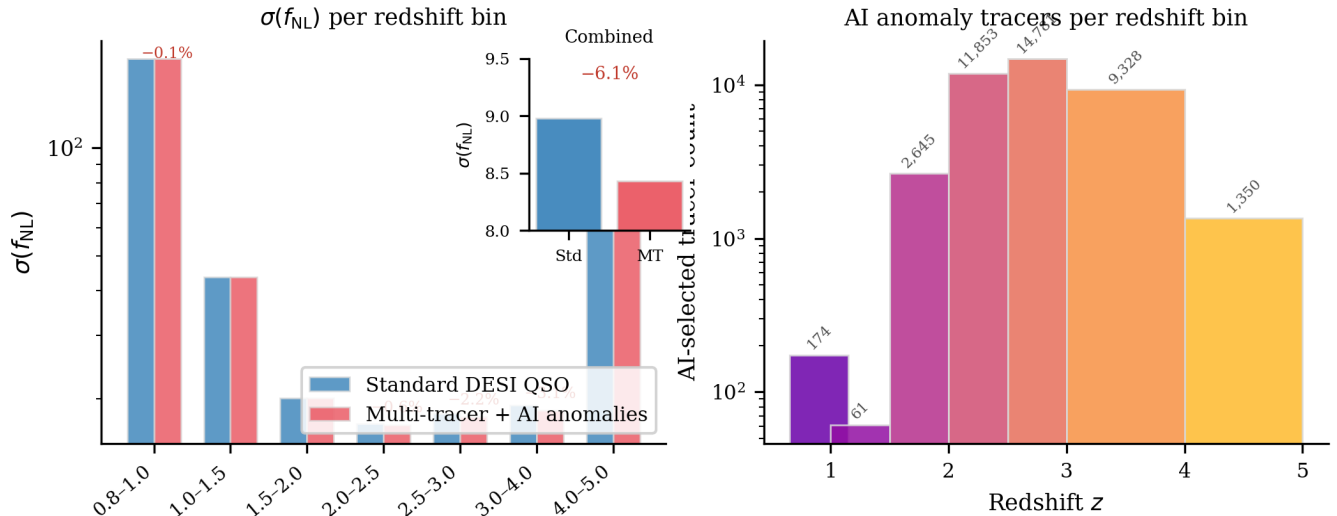 σ(f_NL) per redshift bin
σ(f_NL)
10²
−0.1%
−2.2%
Combined
−6.1%
σ(f_NL)
9.5
9.0
8.5
8.0
Std
MT
Standard DESI QSO
Multi-tracer + AI anomalies
0.8–1.0
1.0–1.5
1.5–2.0
2.0–2.5
2.5–3.0
3.0–4.0
4.0–5.0
AI anomaly tracers per redshift bin
AI-selected tracer count
10⁴
10³
10²
174
61
2,645
11,853
9,328
1,350
1
2
3
4
5
Redshift z